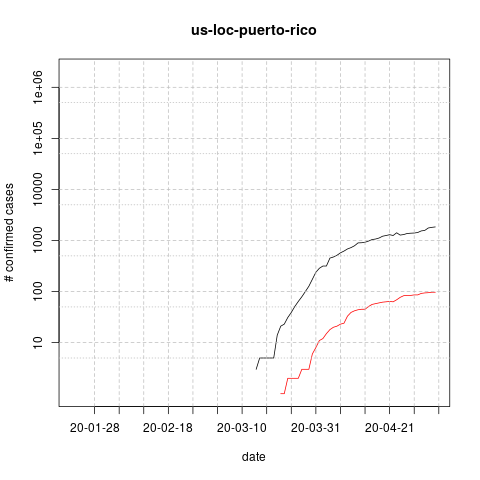 us-loc-puerto-rico
# confirmed cases
1e+06
1e+05
10000
1000
100
10
20-01-28 20-02-18 20-03-10 20-03-31 20-04-21
date